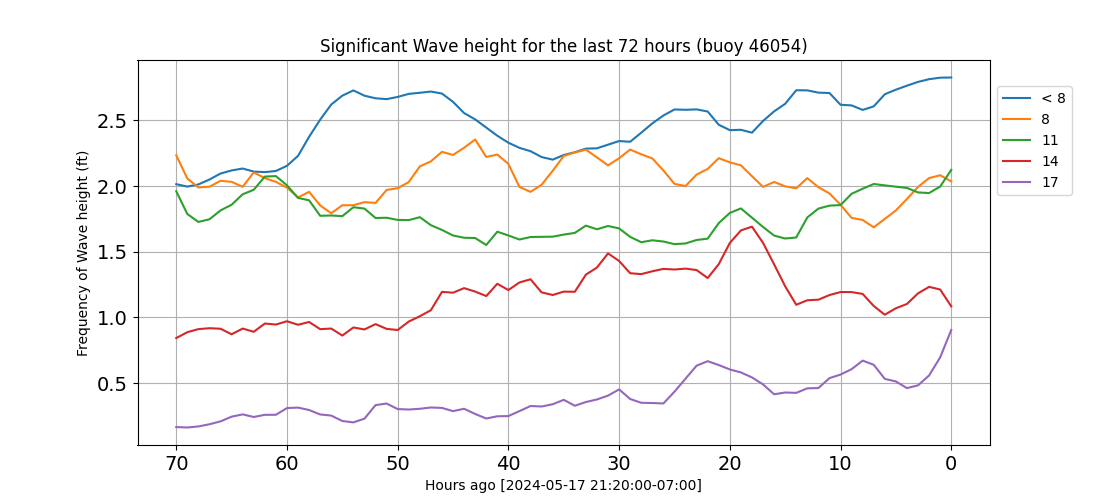 Significant Wave height for the last 72 hours (buoy 46054)
Frequency of Wave height (ft)
2.5
2.0
1.5
1.0
0.5
70 60 50 40 30 20 10 0
Hours ago [2024-05-17 21:20:00-07:00]
< 8
8
11
14
17